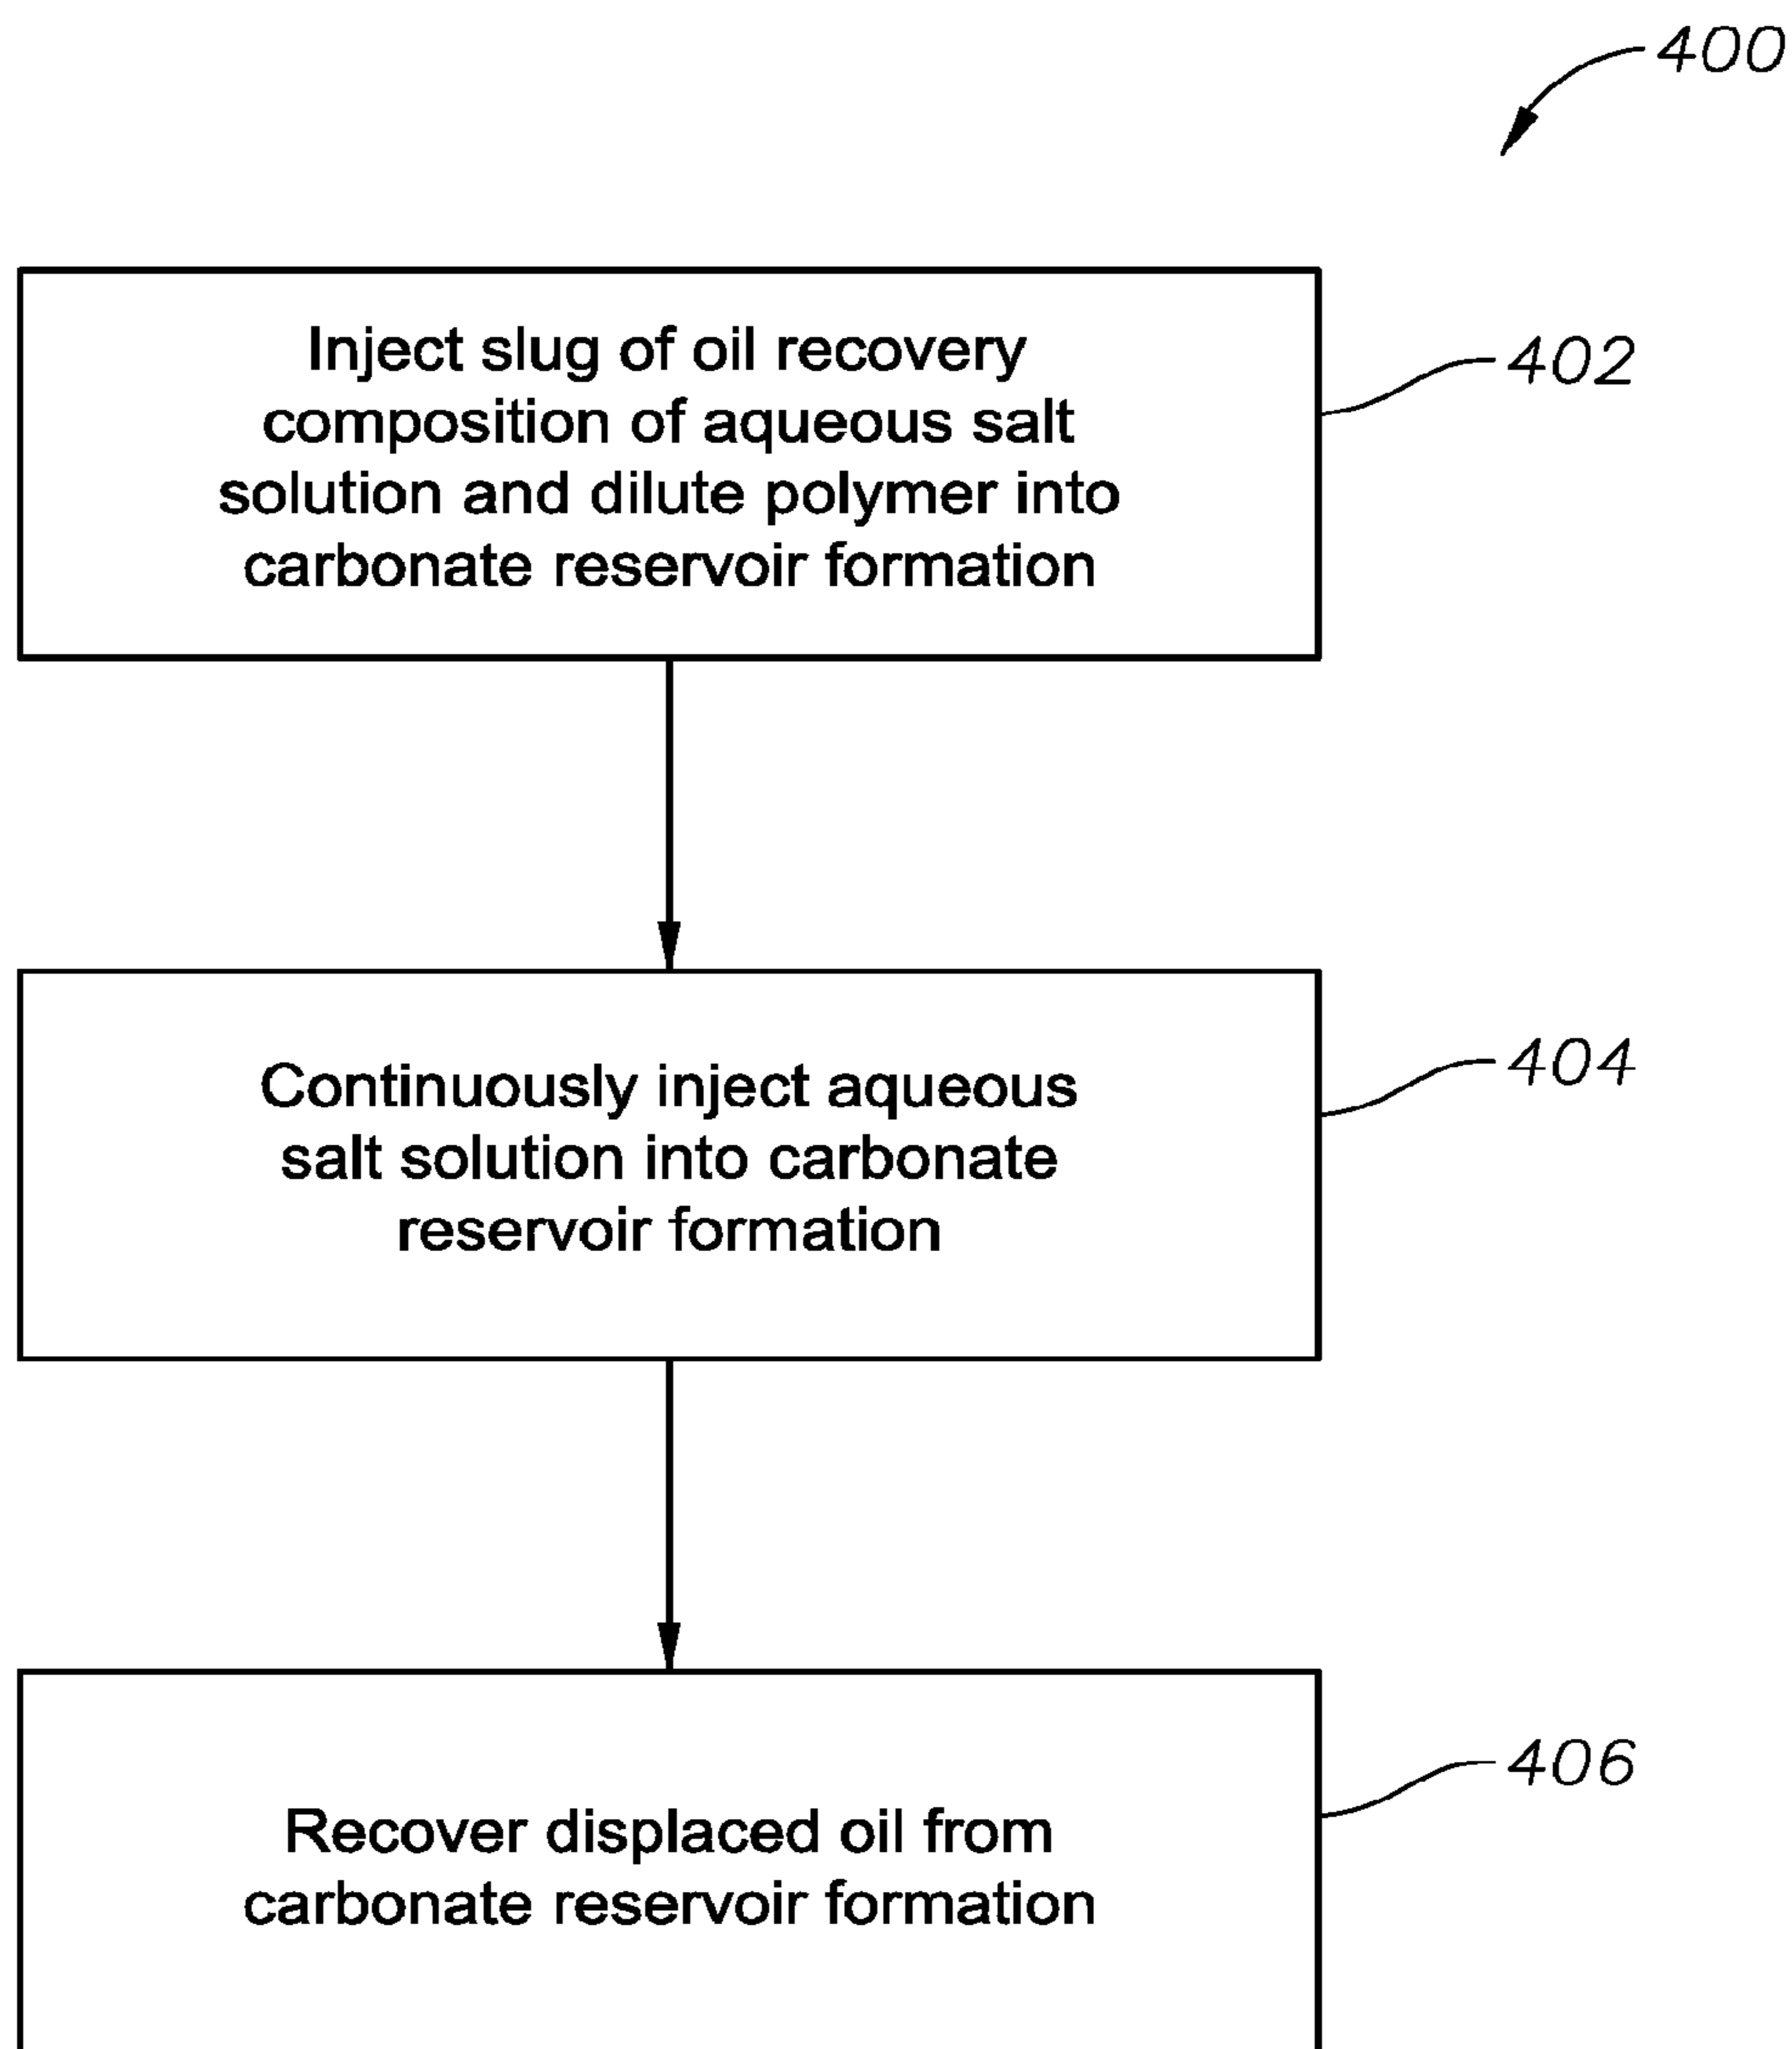 400
Inject slug of oil recovery
composition of aqueous salt
solution and dilute polymer into
carbonate reservoir formation
402
Continuously inject aqueous
salt solution into carbonate
reservoir formation
404
Recover displaced oil from
carbonate reservoir formation
406